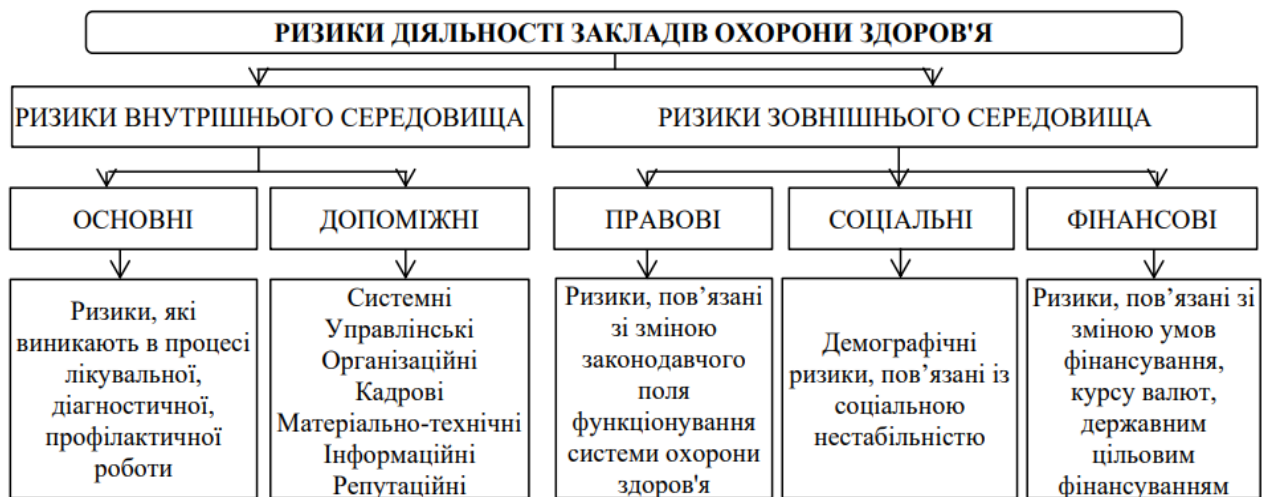 РИЗИКИ ДІЯЛЬНОСТІ ЗАКЛАДІВ ОХОРОНИ ЗДОРОВ'Я
РИЗИКИ ВНУТРІШНЬОГО СЕРЕДОВИЩА
РИЗИКИ ЗОВНІШНЬОГО СЕРЕДОВИЩА
ОСНОВНІ
ДОПОМІЖНІ
ПРАВОВІ
СОЦІАЛЬНІ
ФІНАНСОВІ
Ризики, які
виникають в процесі
лікувальної,
діагностичної,
профілактичної
роботи
Системні
Управлінські
Організаційні
Кадрові
Матеріально-технічні
Інформаційні
Репутаційні
Ризики, пов’язані
зі зміною
законодавчого
поля
функціонування
системи охорони
здоров'я
Демографічні
ризики, пов’язані із
соціальною
нестабільністю
Ризики, пов’язані зі
зміною умов
фінансування,
курсу валют,
державним
цільовим
фінансуванням